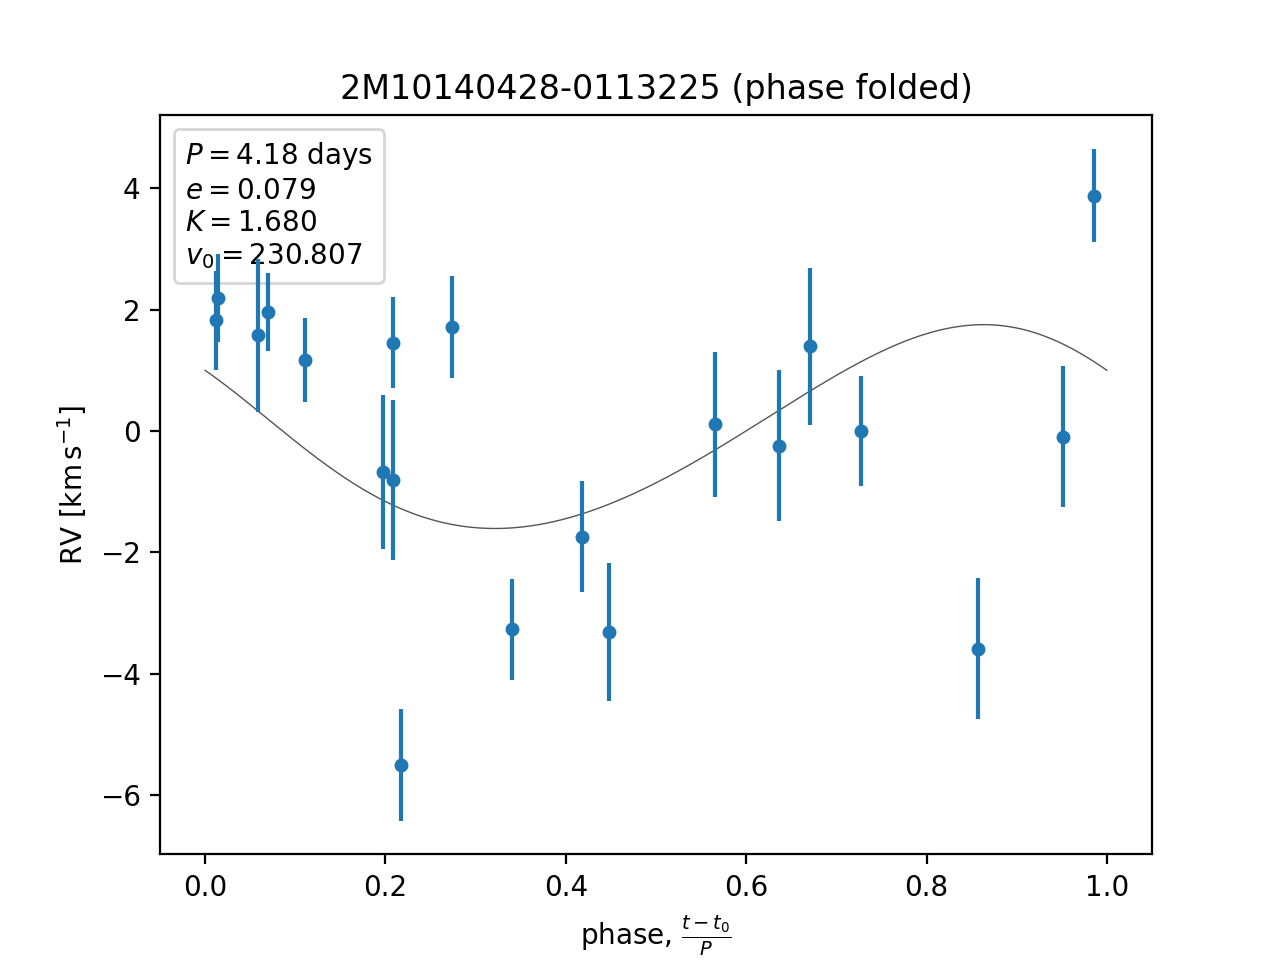 2M10140428-0113225 (phase folded)
P = 4.18 days
e = 0.079
K = 1.680
v₀ = 230.807
4
2
0
−2
−4
−6
RV [km s⁻¹]
0.0 0.2 0.4 0.6 0.8 1.0
phase, (t − t₀)/P